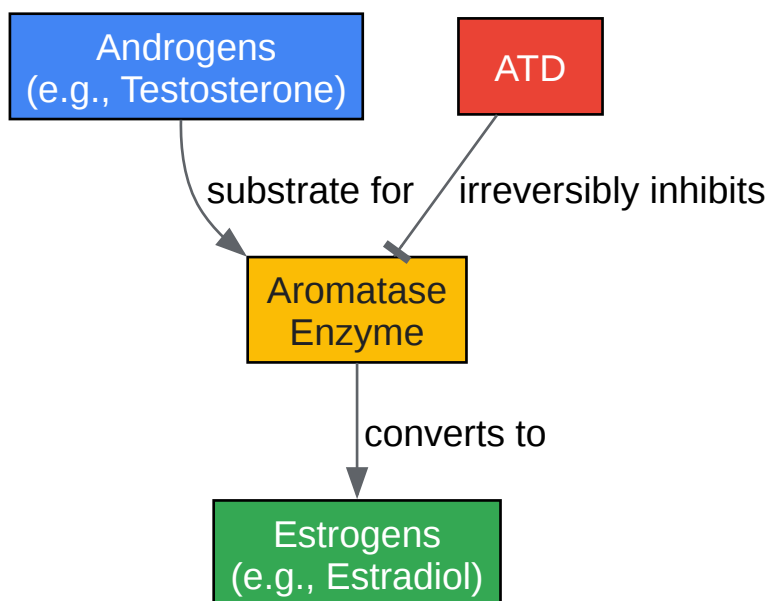 Androgens
(e.g., Testosterone)
ATD
substrate for
irreversibly inhibits
Aromatase
Enzyme
converts to
Estrogens
(e.g., Estradiol)